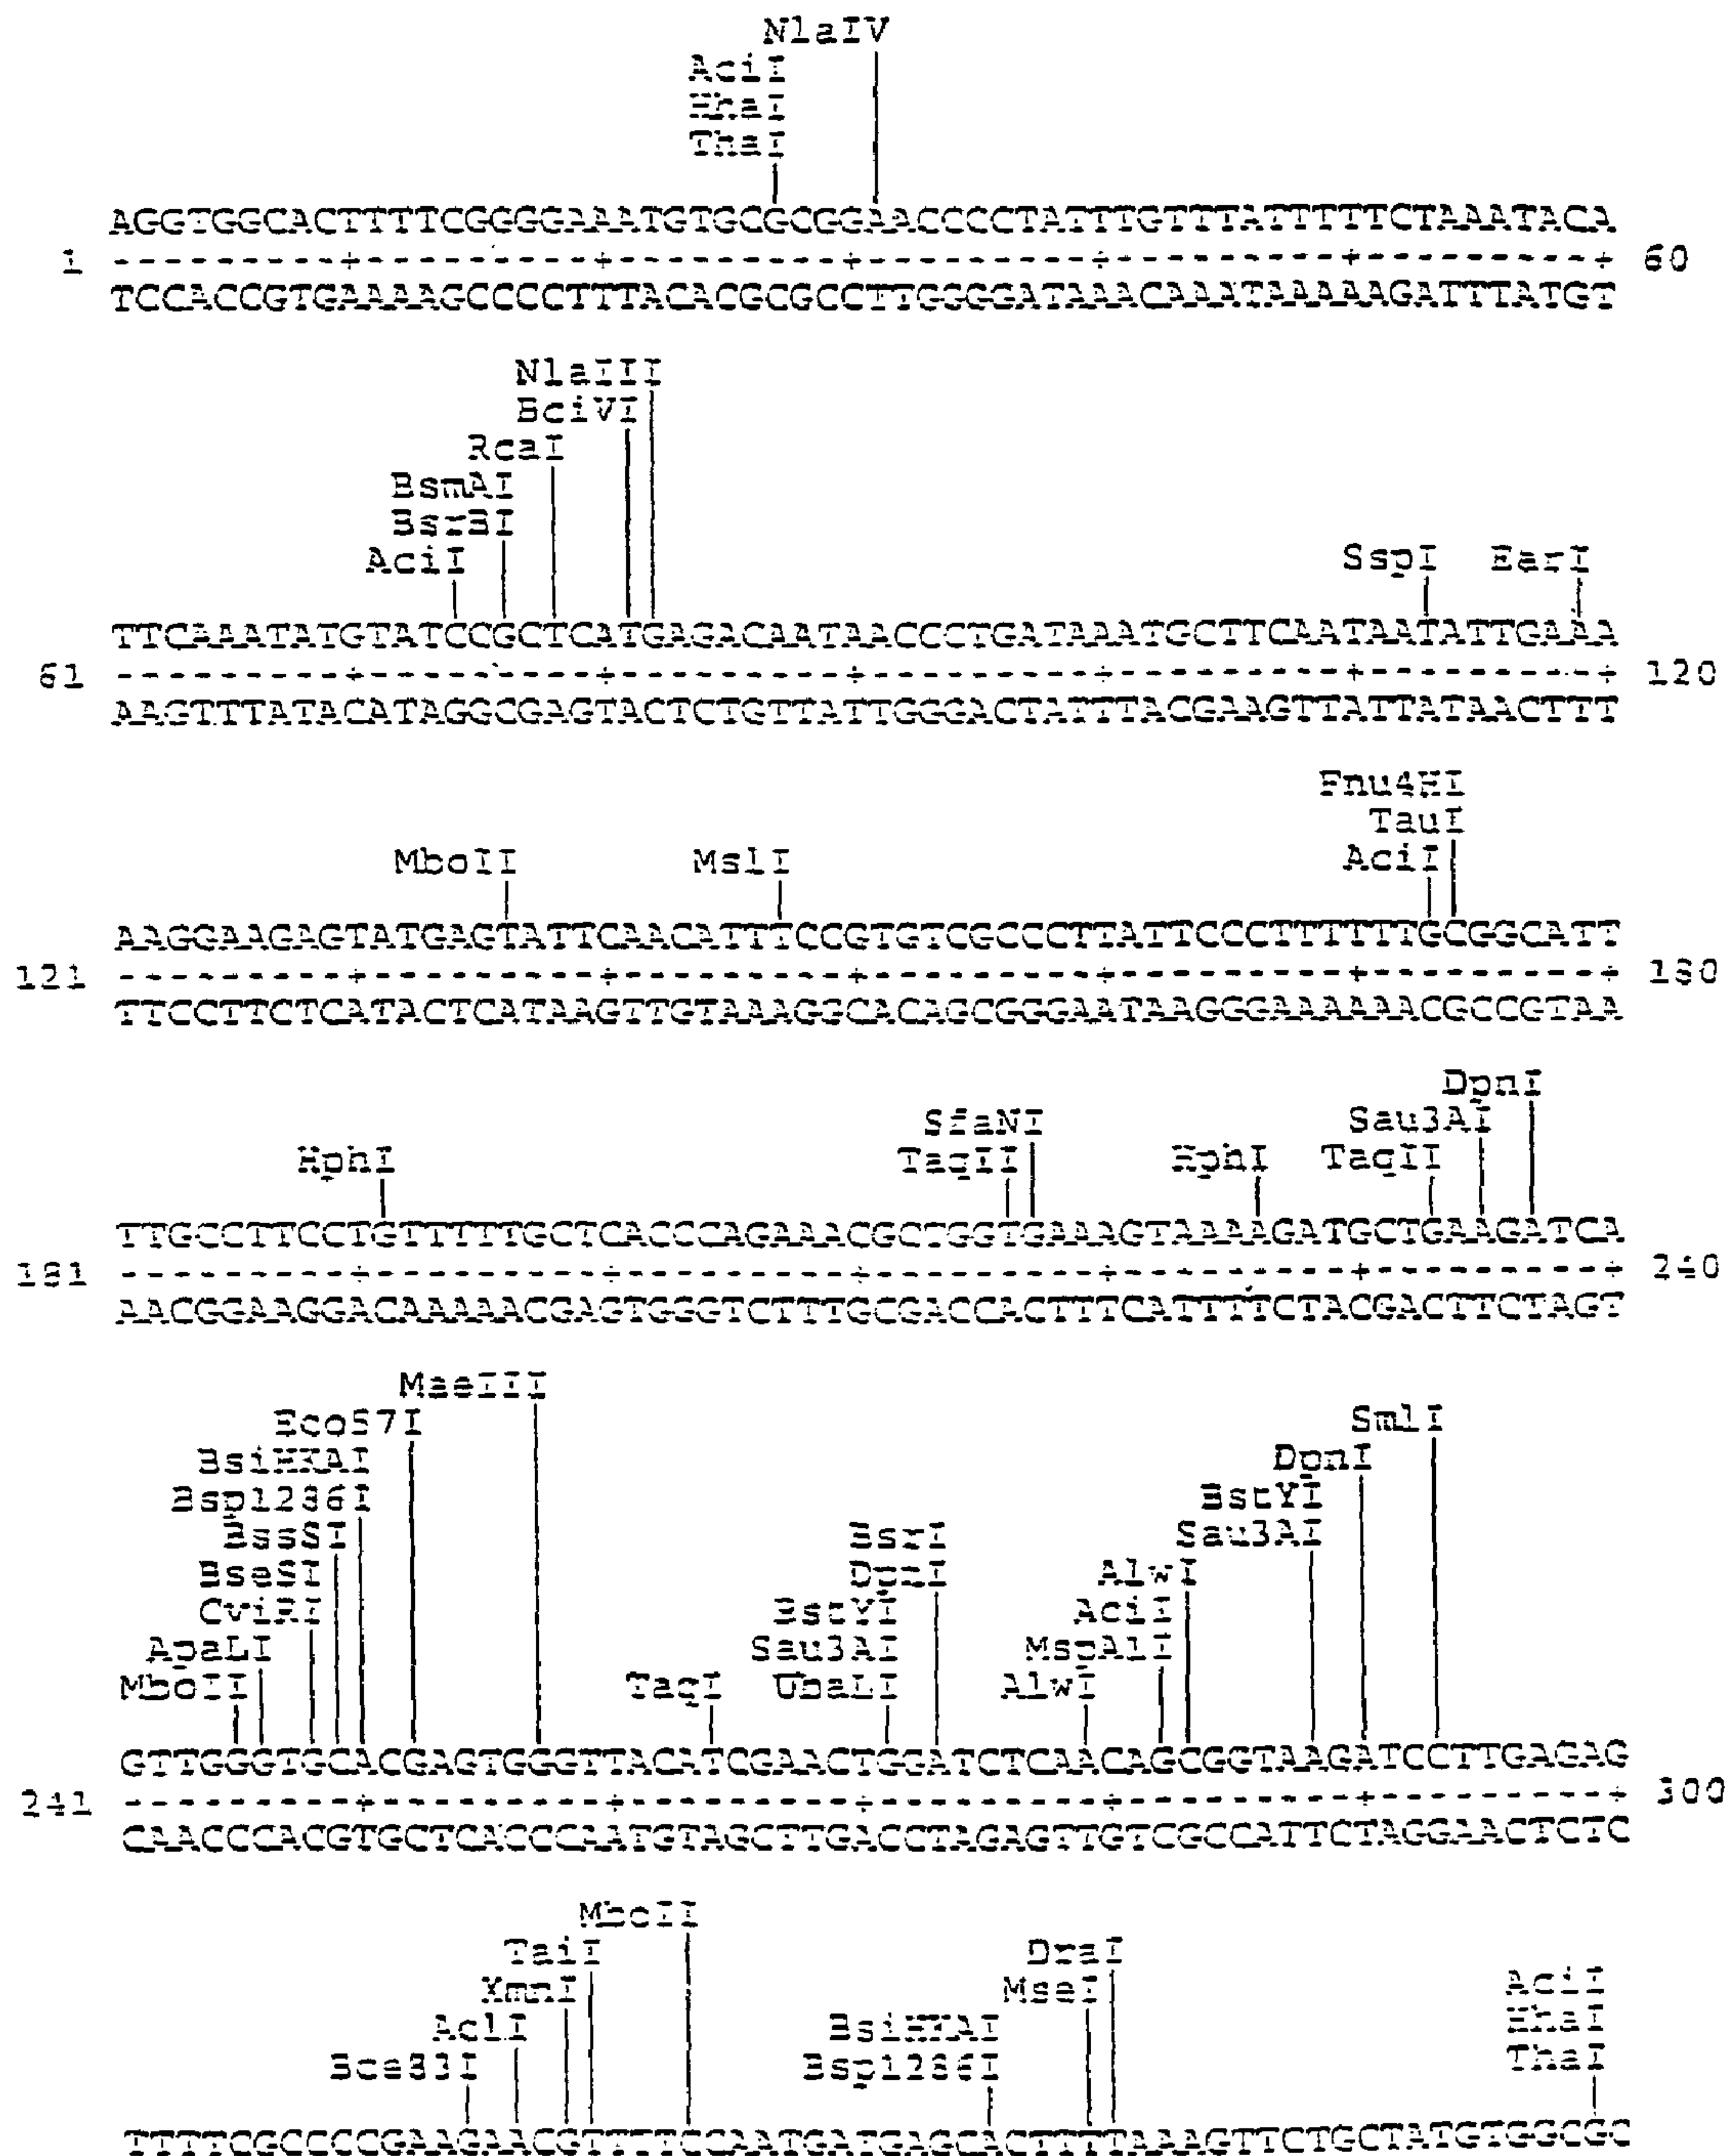 NlaIV
AciI
HhaI
ThaI
AGGTGGCACTTTTCGGGGAAATGTGCGCGGAACCCCTATTTGTTTATTTTTCTAAATACA
1 ---------+---------+---------+---------+---------+---------+ 60
TCCACCGTGAAAAGCCCCTTTACACGCGCCTTGGGGATAAACAAATAAAAAGATTTATGT
NlaIII
BciVI
RcaI
BsmAI
BsrBI
AciI SspI EarI
TTCAAATATGTATCCGCTCATGAGACAATAACCCTGATAAATGCTTCAATAATATTGAAA
61 ---------+---------+---------+---------+---------+---------+ 120
AAGTTTATACATAGGCGAGTACTCTGTTATTGGGACTATTTACGAAGTTATTATAACTTT
Fnu4HI
TauI
MboII MslI AciI
AAGGAAGAGTATGAGTATTCAACATTTCCGTGTCGCCCTTATTCCCTTTTTTGCGGCATT
121 ---------+---------+---------+---------+---------+---------+ 180
TTCCTTCTCATACTCATAAGTTGTAAAGGCACAGCGGGAATAAGGGAAAAAACGCCGTAA
DpnI
SfaNI Sau3AI
HphI TaqII HphI TaqII
TTGCCTTCCTGTTTTTGCTCACCCAGAAACGCTGGTGAAAGTAAAAGATGCTGAAGATCA
181 ---------+---------+---------+---------+---------+---------+ 240
AACGGAAGGACAAAAACGAGTGGGTCTTTGCGACCACTTTCATTTTCTACGACTTCTAGT
MaeIII
Eco57I SmlI
BsiHKAI DpnI
Bsp1286I BstYI
BssSI BsrI Sau3AI
BseSI DpnI AlwI
CviRI BstYI AciI
ApaLI Sau3AI MspA1I
MboII TaqI UbaLI AlwI
GTTGGGTGCACGAGTGGGTTACATCGAACTGGATCTCAACAGCGGTAAGATCCTTGAGAG
241 ---------+---------+---------+---------+---------+---------+ 300
CAACCCACGTGCTCACCCAATGTAGCTTGACCTAGAGTTGTCGCCATTCTAGGAACTCTC
MboII
TaiI DraI
XmnI MseI AciI
AclI BsiHKAI HhaI
Bce83I Bsp1286I ThaI
TTTTCGCCCCGAAGAACGTTTTCCAATGATGAGCACTTTTAAAGTTCTGCTATGTGGCGC